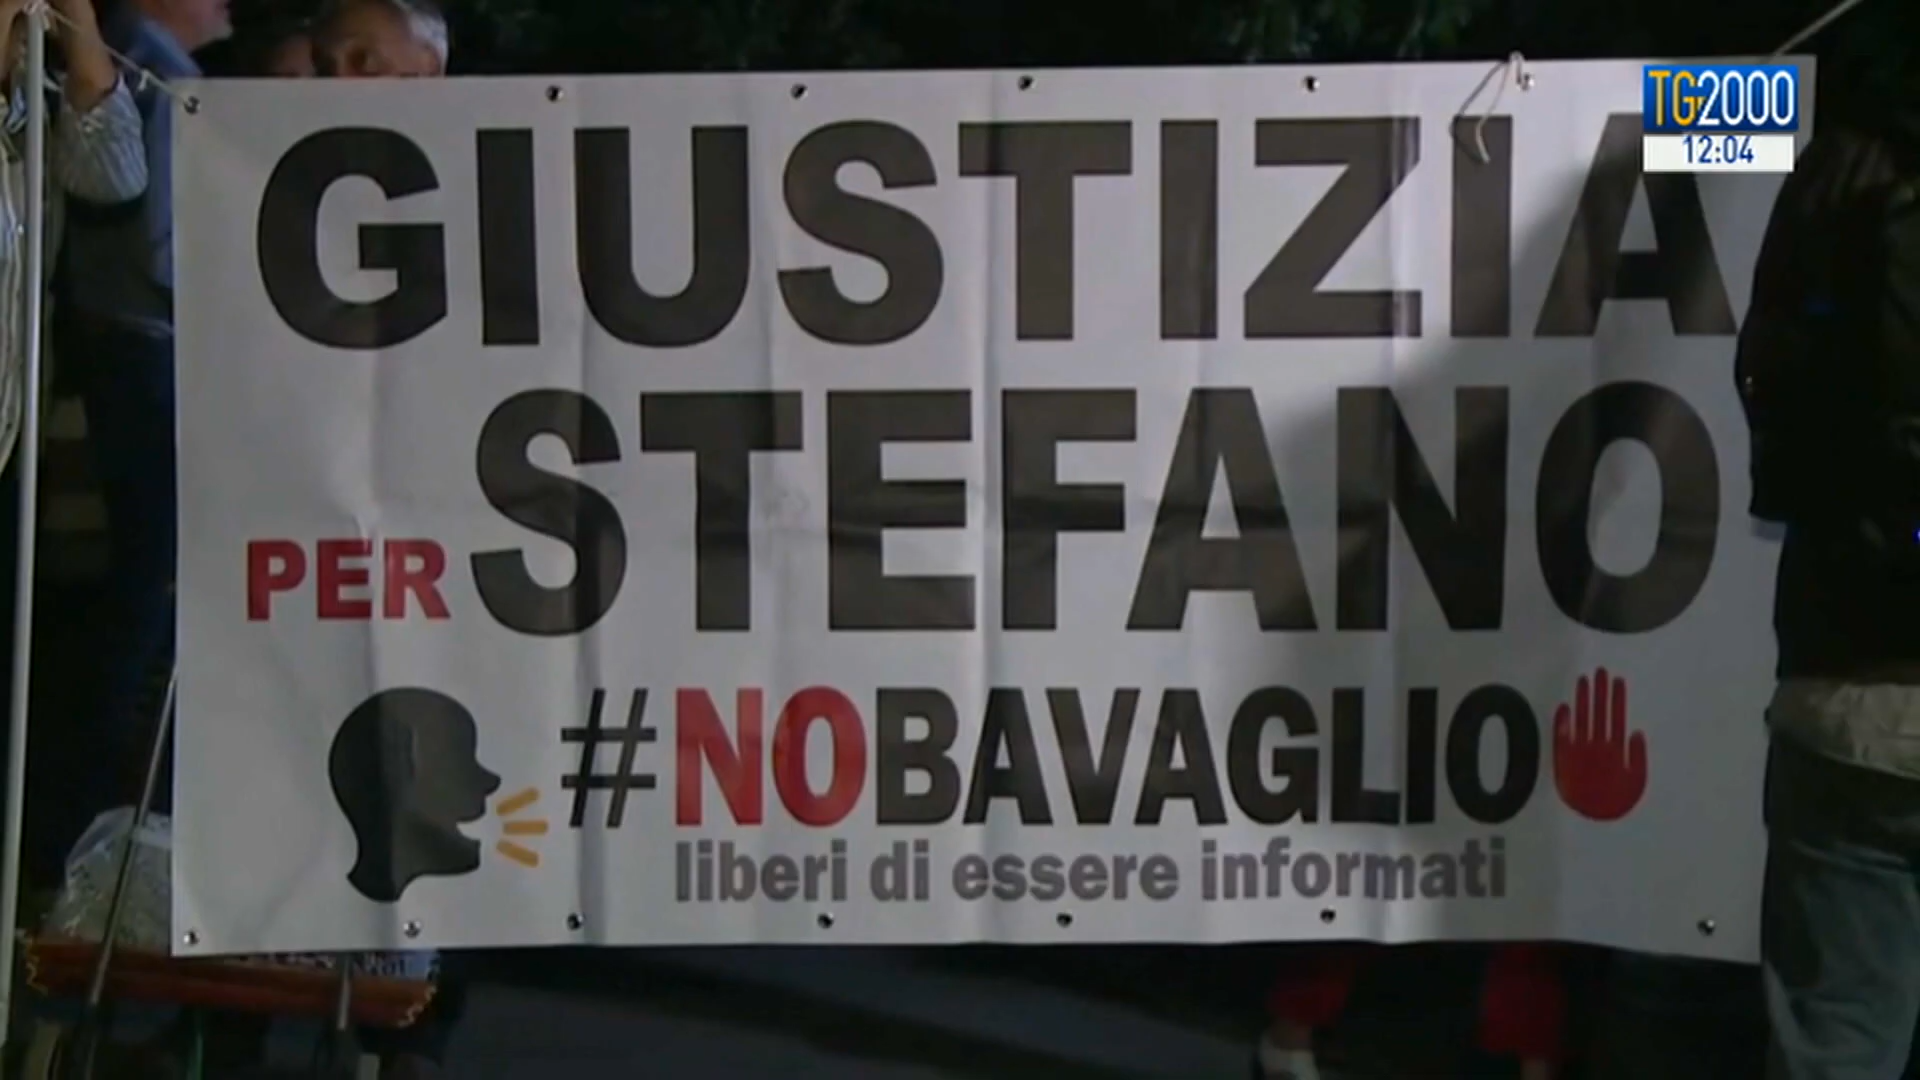 TG2000
12:04
GIUSTIZIA
PER STEFANO
#NOBAVAGLIO
liberi di essere informati